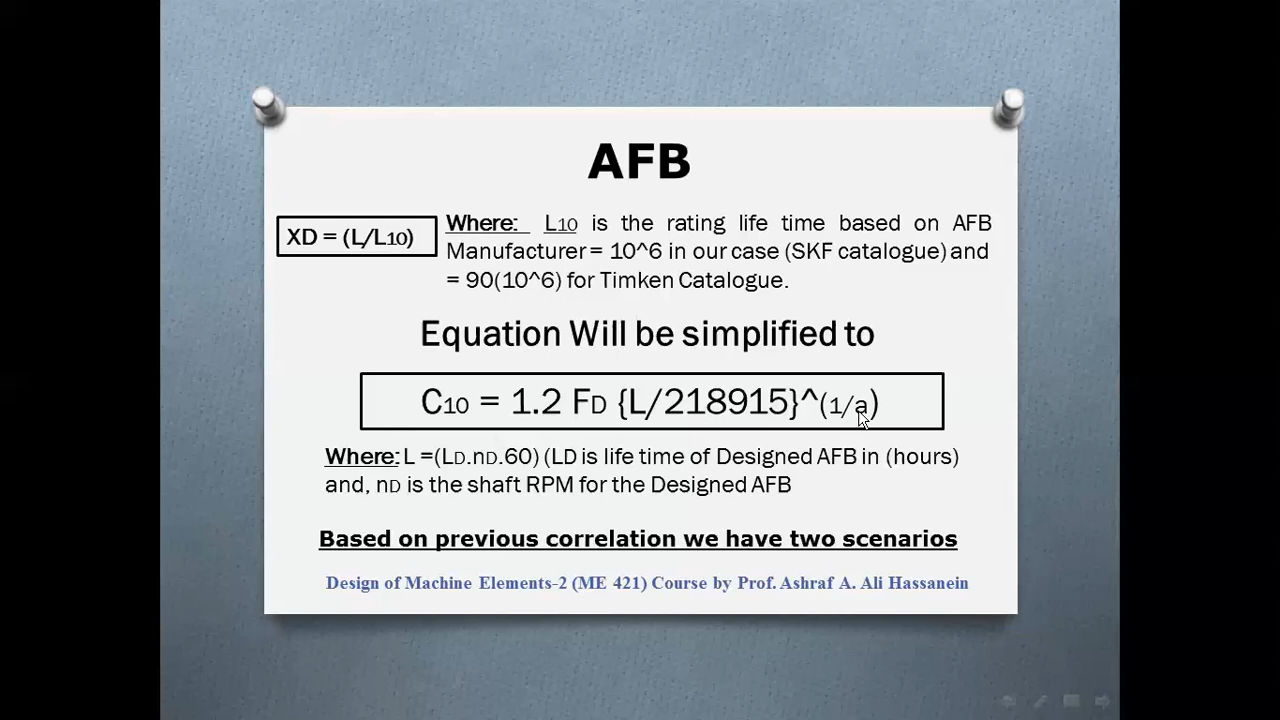 AFB
XD = (L/L10)
Where: L10 is the rating life time based on AFB
Manufacturer = 10^6 in our case (SKF catalogue) and
= 90(10^6) for Timken Catalogue.
Equation Will be simplified to
C10 = 1.2 FD {L/218915}^(1/a)
Where: L =(LD.nD.60) (LD is life time of Designed AFB in (hours)
and, nD is the shaft RPM for the Designed AFB
Based on previous correlation we have two scenarios
Design of Machine Elements-2 (ME 421) Course by Prof. Ashraf A. Ali Hassanein